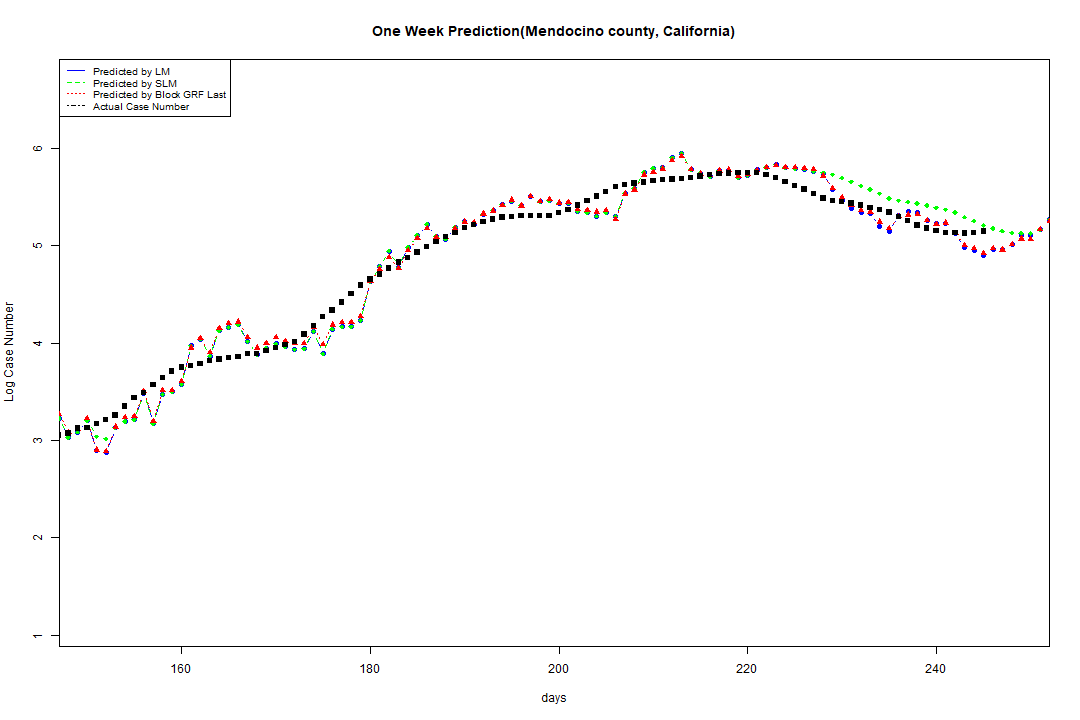 One Week Prediction(Mendocino county, California)
Predicted by LM
Predicted by SLM
Predicted by Block GRF Last
Actual Case Number
6
5
4
3
2
1
Log Case Number
160 180 200 220 240
days